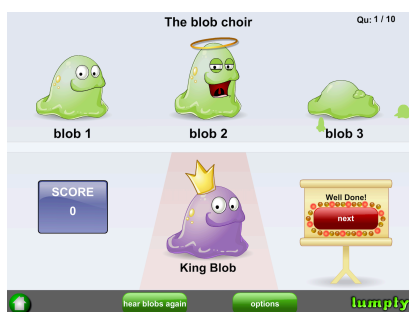 The blob choir
Qu: 1 / 10
blob 1
blob 2
blob 3
SCORE
0
Well Done!
next
King Blob
hear blobs again
options
lumpty